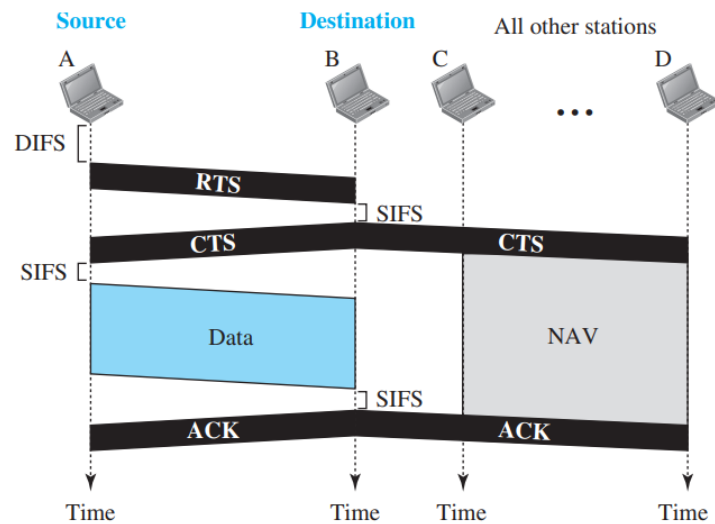 Source Destination All other stations
A B C D
DIFS
RTS
SIFS
CTS CTS
SIFS
Data NAV
SIFS
ACK ACK
Time Time Time Time